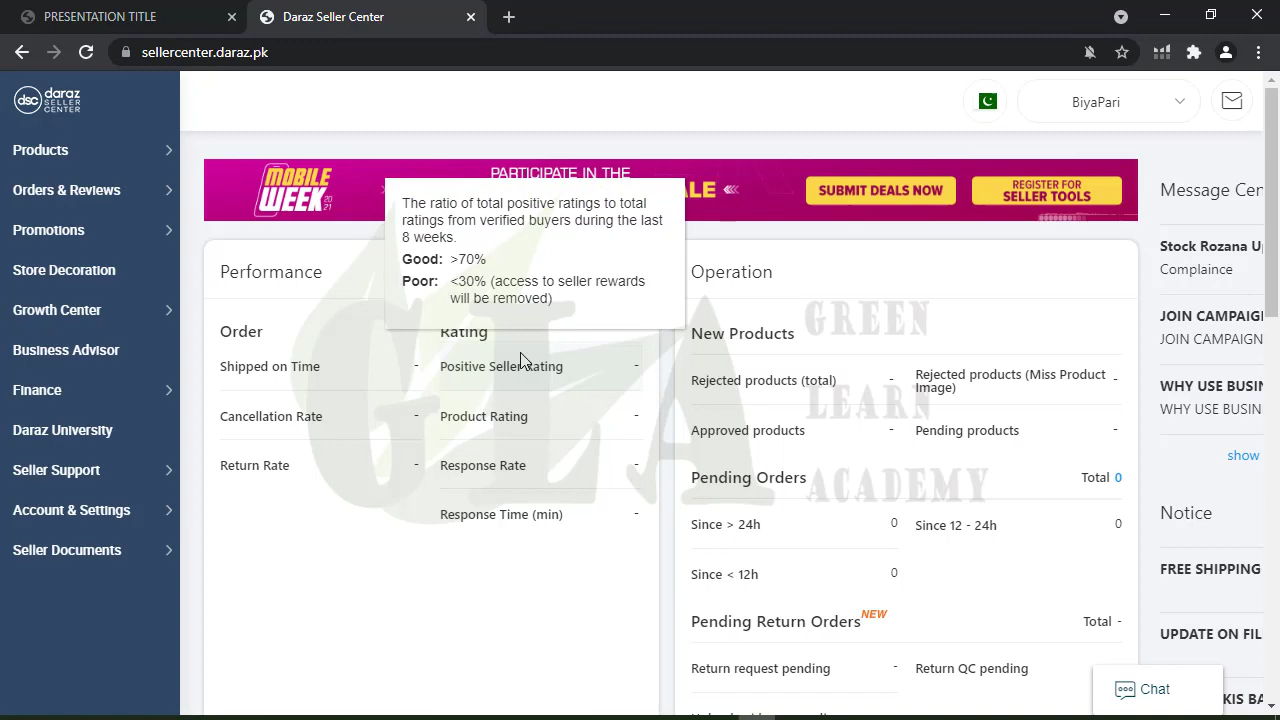 PRESENTATION TITLE
Daraz Seller Center
sellercenter.daraz.pk
dsc daraz
SELLER
CENTER
BiyaPari
Products
Orders & Reviews
Promotions
Store Decoration
Growth Center
Business Advisor
Finance
Daraz University
Seller Support
Account & Settings
Seller Documents
MOBILE
WEEK
2021
PARTICIPATE IN THE
ALE
SUBMIT DEALS NOW
REGISTER FOR
SELLER TOOLS
The ratio of total positive ratings to total
ratings from verified buyers during the last
8 weeks.
Good: >70%
Poor: <30% (access to seller rewards
will be removed)
Performance
Order
Shipped on Time -
Cancellation Rate -
Return Rate -
Rating
Positive Seller Rating -
Product Rating -
Response Rate -
Response Time (min) -
Operation
New Products
Rejected products (total) -
Rejected products (Miss Product
Image) -
Approved products -
Pending products -
Pending Orders Total 0
Since > 24h 0
Since 12 - 24h 0
Since < 12h 0
Pending Return Orders NEW Total -
Return request pending -
Return QC pending
Message Cen
Stock Rozana U
Complaince
JOIN CAMPAIG
JOIN CAMPAIGN
WHY USE BUSIN
WHY USE BUSIN
show
Notice
FREE SHIPPING
UPDATE ON FIL
KIS BA
Chat
GLA
GREEN
LEARN
ACADEMY